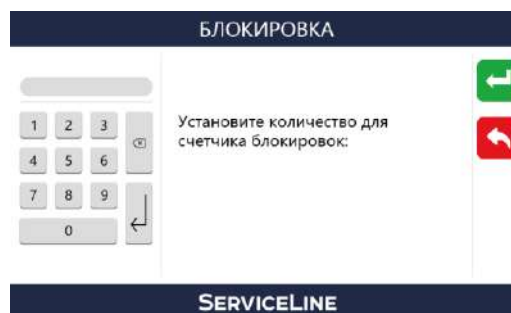 БЛОКИРОВКА
1 2 3
4 5 6
7 8 9
0
Установите количество для
счетчика блокировок:
SERVICELINE